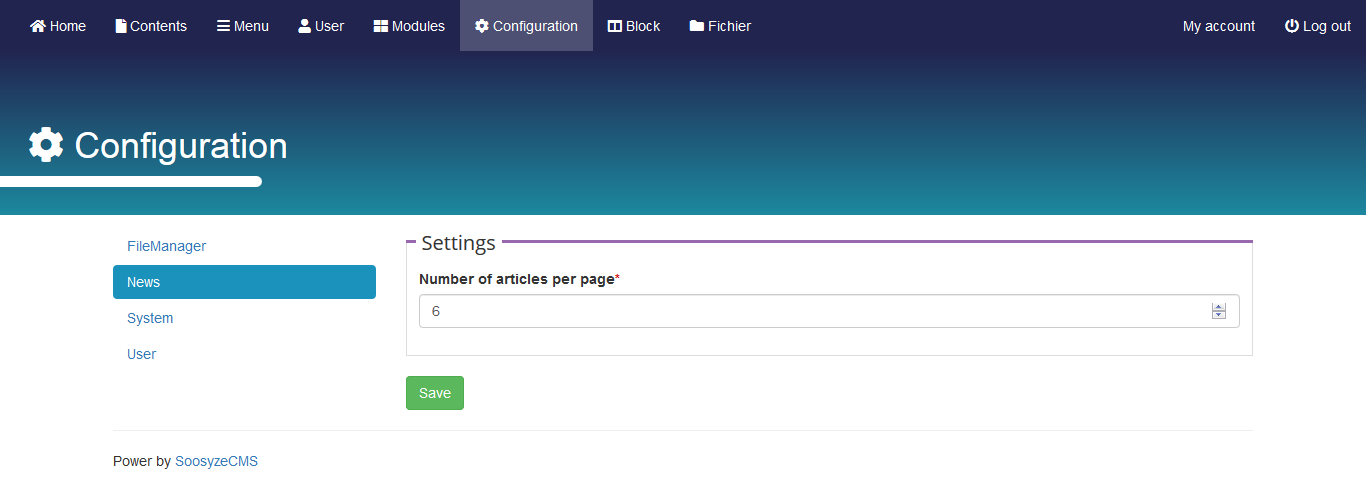 Home Contents Menu User Modules Configuration Block Fichier My account Log out
Configuration
FileManager
News
System
User
Settings
Number of articles per page*
6
Save
Power by SoosyzeCMS